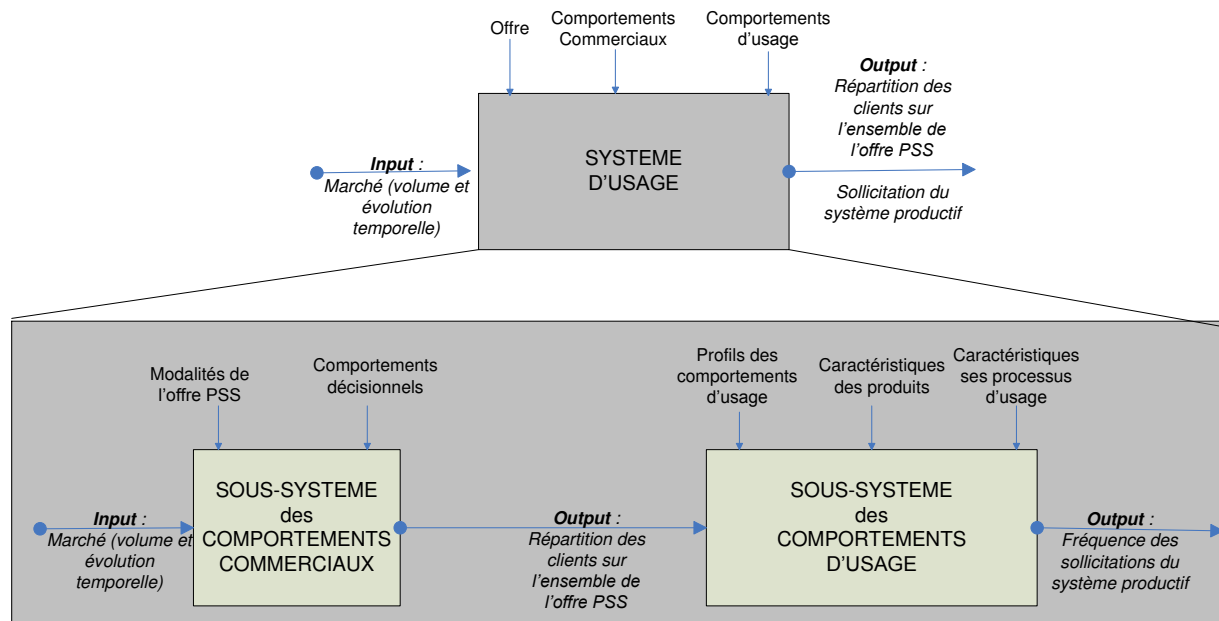 Offre
Comportements
Commerciaux
Comportements
d'usage
Output :
Répartition des
clients sur
l'ensemble de
l'offre PSS
Sollicitation du
système productif
SYSTEME
D'USAGE
Input :
Marché (volume et
évolution
temporelle)
Modalités de
l'offre PSS
Comportements
décisionnels
Profils des
comportements
d'usage
Caractéristiques
des produits
Caractéristiques
ses processus
d'usage
Input :
Marché (volume et
évolution
temporelle)
SOUS-SYSTEME
des
COMPORTEMENTS
COMMERCIAUX
Output :
Répartition des
clients sur
l'ensemble de
l'offre PSS
SOUS-SYSTEME
des
COMPORTEMENTS
D'USAGE
Output :
Fréquence des
sollicitations du
système productif